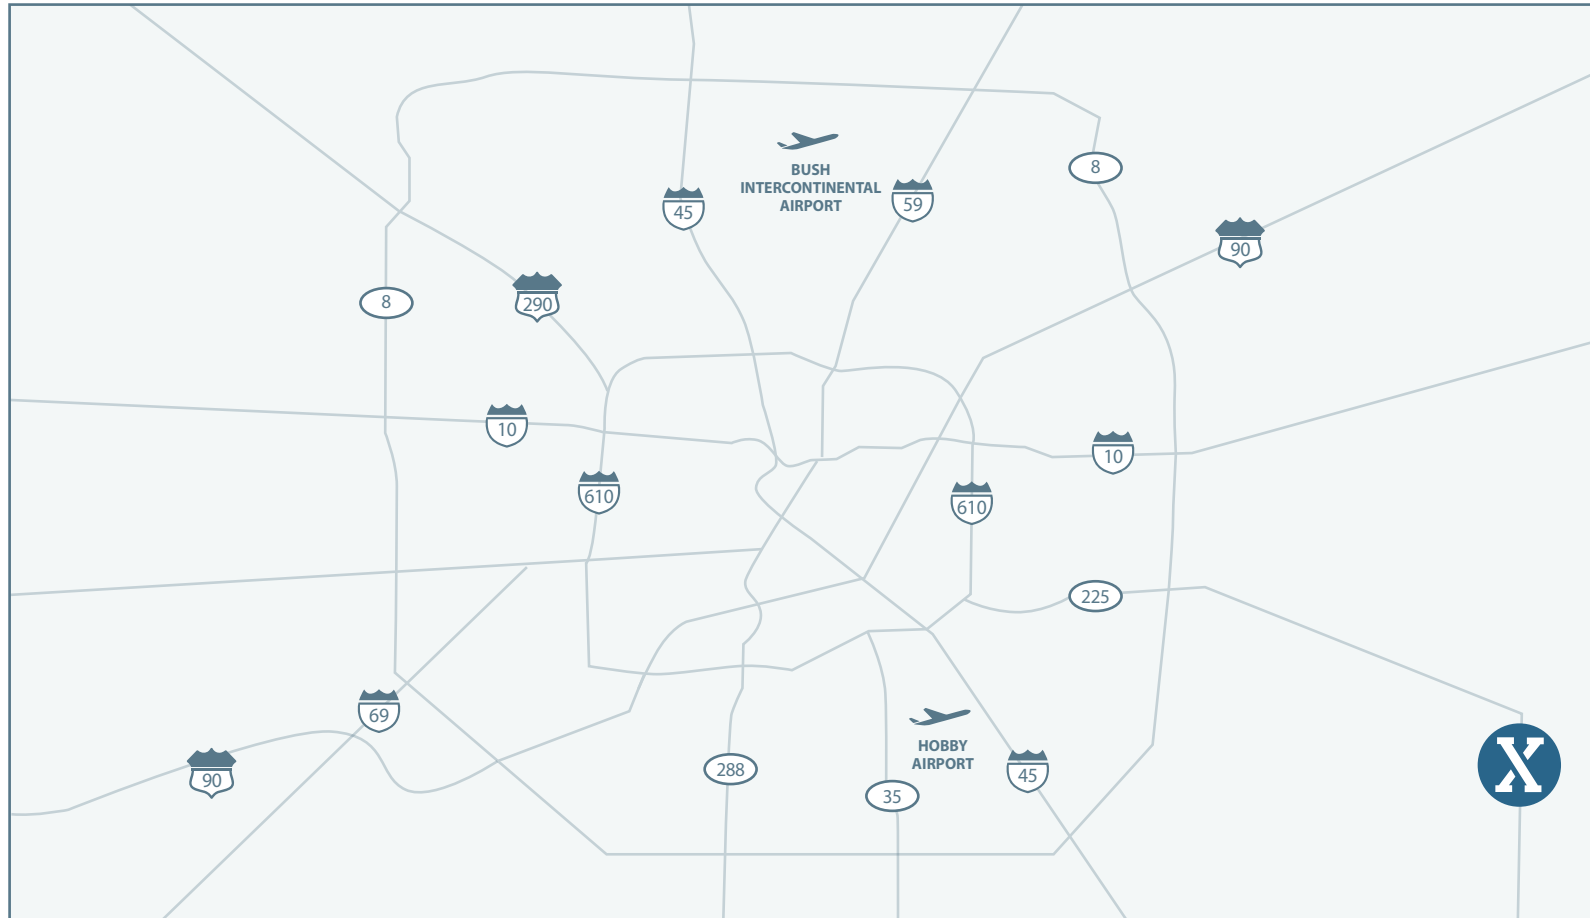 8
BUSH
INTERCONTINENTAL
AIRPORT
45
59
90
8
290
10
10
610
610
225
69
HOBBY
AIRPORT
90
288
45
35
X